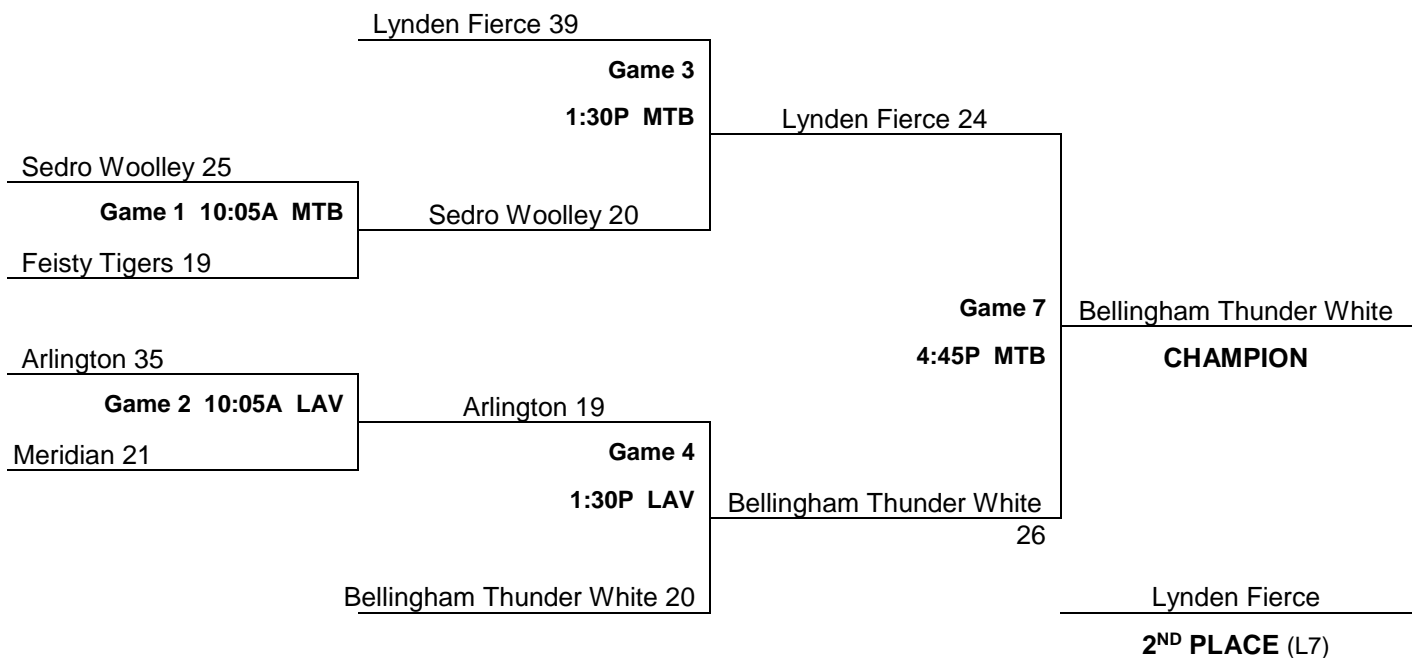 Lynden Fierce 39
Game 3
1:30P MTB
Lynden Fierce 24
Sedro Woolley 25
Game 1 10:05A MTB
Sedro Woolley 20
Feisty Tigers 19
Game 7
Bellingham Thunder White
4:45P MTB
CHAMPION
Arlington 35
Game 2 10:05A LAV
Arlington 19
Meridian 21
Game 4
1:30P LAV
Bellingham Thunder White
26
Bellingham Thunder White 20
Lynden Fierce
2ND PLACE (L7)